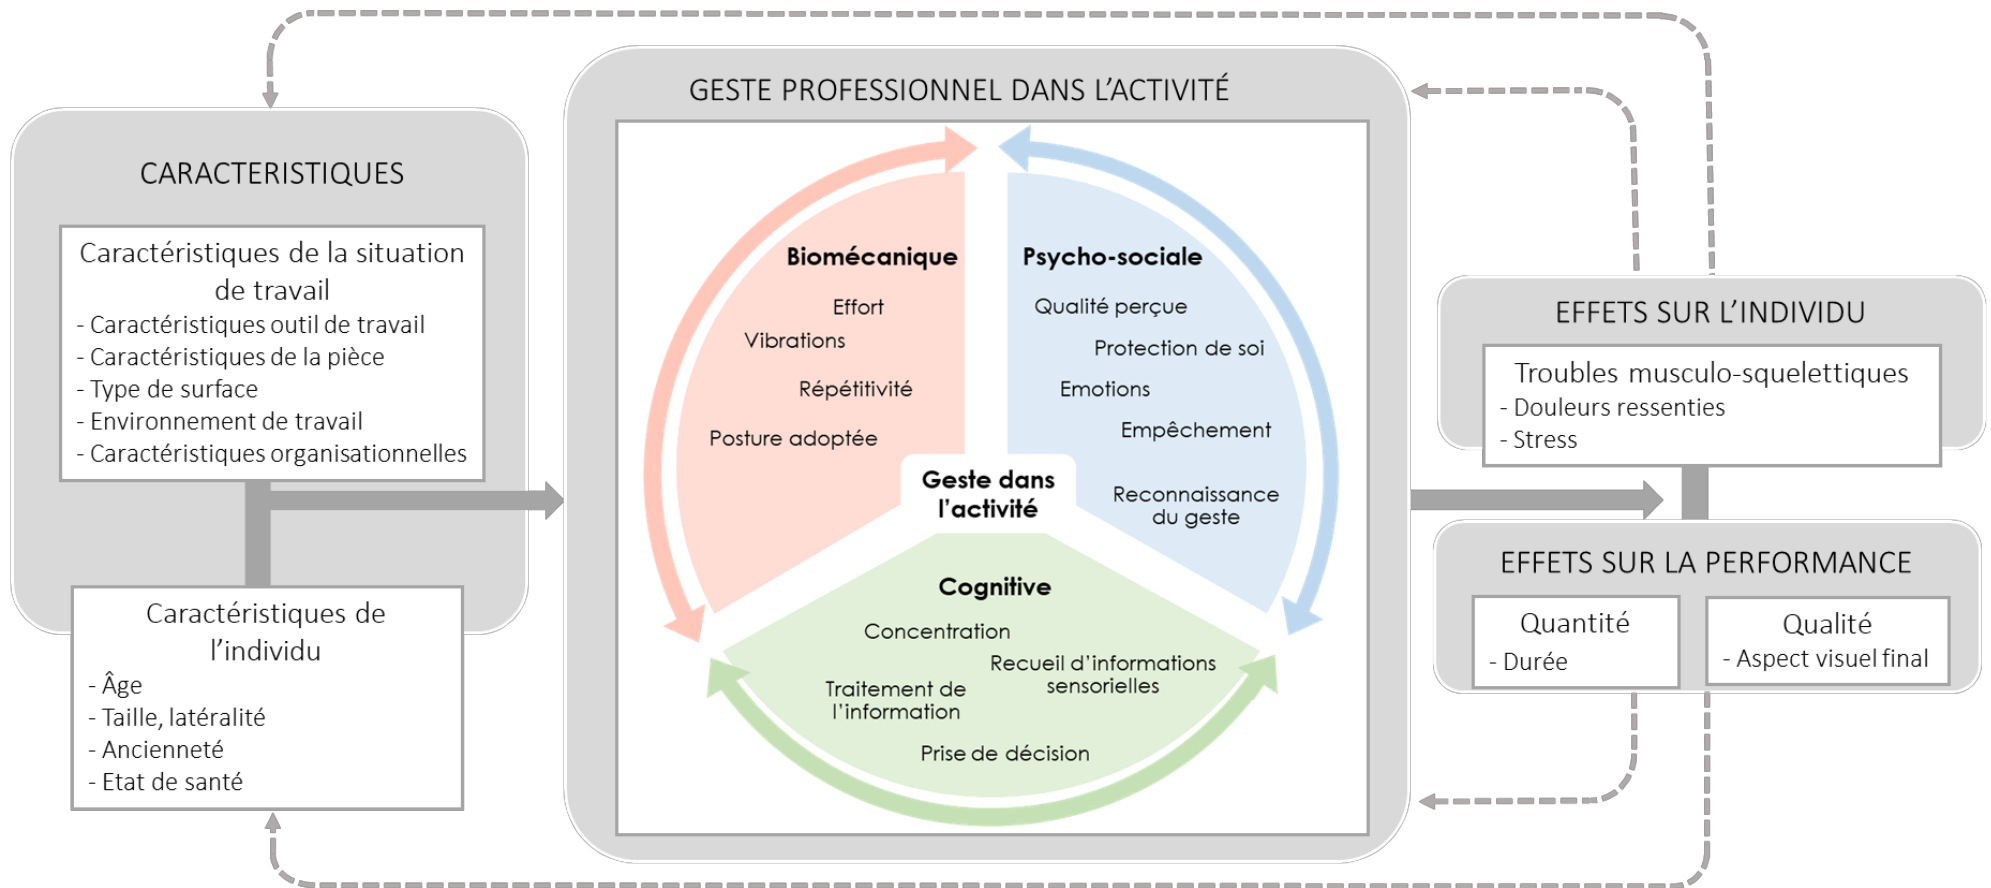 CARACTERISTIQUES
Caractéristiques de la situation
de travail
- Caractéristiques outil de travail
- Caractéristiques de la pièce
- Type de surface
- Environnement de travail
- Caractéristiques organisationnelles
Caractéristiques de
l’individu
- Âge
- Taille, latéralité
- Ancienneté
- Etat de santé
GESTE PROFESSIONNEL DANS L’ACTIVITÉ
Biomécanique
Effort
Vibrations
Répétitivité
Posture adoptée
Psycho-sociale
Qualité perçue
Protection de soi
Emotions
Empêchement
Reconnaissance
du geste
Geste dans
l’activité
Cognitive
Concentration
Recueil d’informations
sensorielles
Traitement de
l’information
Prise de décision
EFFETS SUR L’INDIVIDU
Troubles musculo-squelettiques
- Douleurs ressenties
- Stress
EFFETS SUR LA PERFORMANCE
Quantité
- Durée
Qualité
- Aspect visuel final